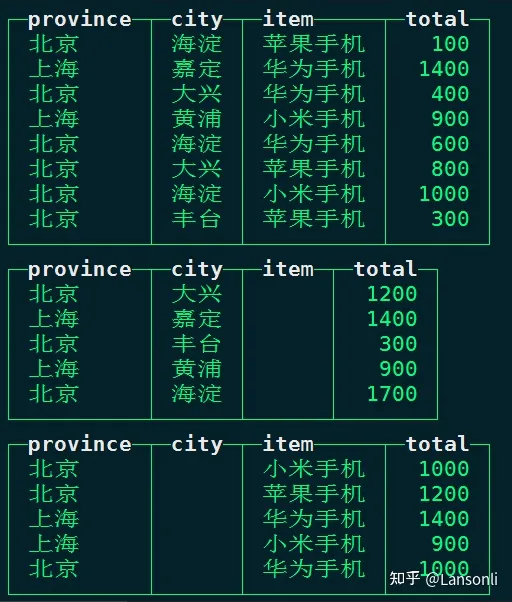 province city item total
北京 海淀 苹果手机 100
上海 嘉定 华为手机 1400
北京 大兴 华为手机 400
上海 黄浦 小米手机 900
北京 海淀 华为手机 600
北京 大兴 苹果手机 800
北京 海淀 小米手机 1000
北京 丰台 苹果手机 300
province city item total
北京 大兴 1200
上海 嘉定 1400
北京 丰台 300
上海 黄浦 900
北京 海淀 1700
province city item total
北京 小米手机 1000
北京 苹果手机 1200
上海 华为手机 1400
上海 小米手机 900
北京 华为手机 1000
知乎 @Lansonli